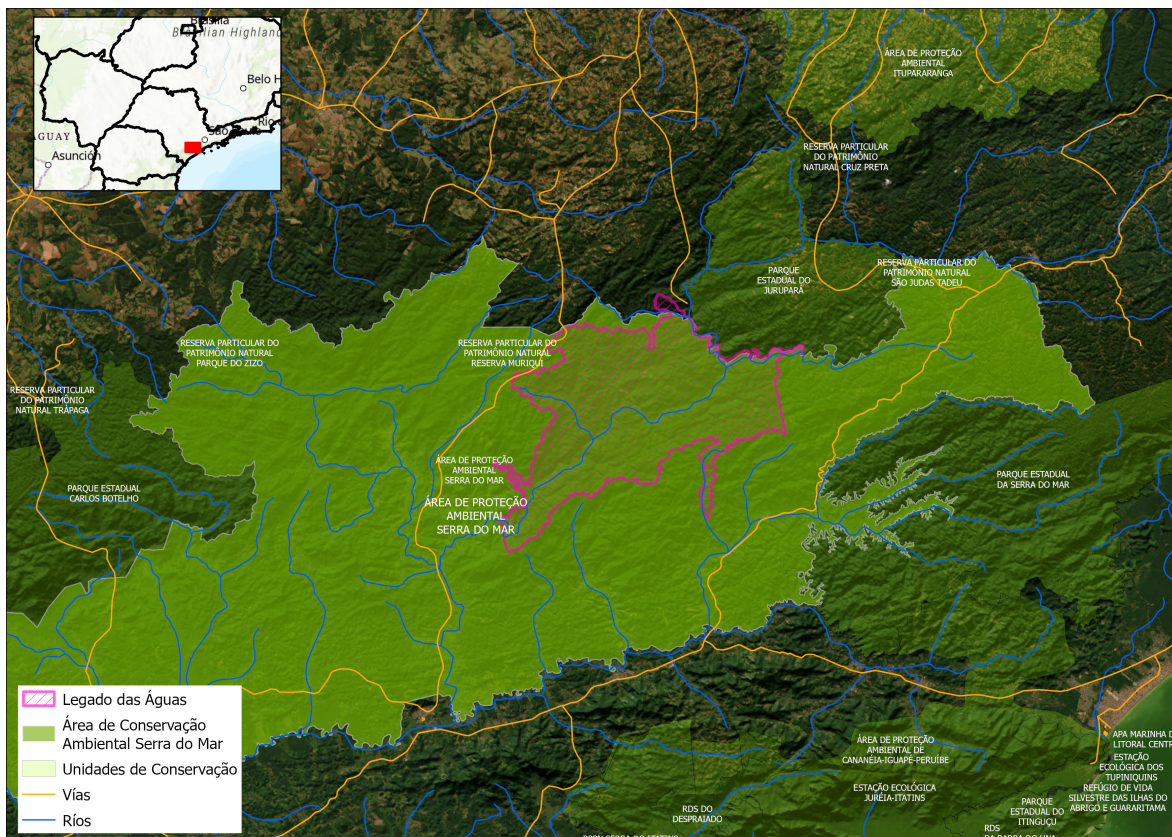 Brasília
Brazilian Highland
Belo H
Rio
São Paulo
AGUAY
Asunción
ÁREA DE PROTEÇÃO
AMBIENTAL
ITUPARARANGA
RESERVA PARTICULAR
DO PATRIMÔNIO
NATURAL CRUZ PRETA
PARQUE
ESTADUAL DO
JURUPARÁ
RESERVA PARTICULAR DO
PATRIMÔNIO NATURAL
SÃO JUDAS TADEU
RESERVA PARTICULAR DO
PATRIMÔNIO NATURAL
PARQUE DO ZIZO
RESERVA PARTICULAR DO
PATRIMÔNIO NATURAL
RESERVA MURIQUI
RESERVA PARTICULAR
DO PATRIMÔNIO
NATURAL TRÁPAGA
PARQUE ESTADUAL
CARLOS BOTELHO
ÁREA DE PROTEÇÃO
AMBIENTAL
SERRA DO MAR
ÁREA DE PROTEÇÃO
AMBIENTAL
SERRA DO MAR
PARQUE ESTADUAL
DA SERRA DO MAR
Legado das Águas
Área de Conservação
Ambiental Serra do Mar
Unidades de Conservação
Vías
Ríos
ÁREA DE PROTEÇÃO
AMBIENTAL DE
CANANÉIA-IGUAPE-PERUÍBE
ESTAÇÃO ECOLÓGICA
JURÉIA-ITATINS
RDS DO
DESPRAIADO
APA MARINHA D
LITORAL CENTR
ESTAÇÃO
ECOLÓGICA DOS
TUPINIQUINS
REFÚGIO DE VIDA
SILVESTRE DAS ILHAS DO
ABRIGO E GUARARITAMA
PARQUE
ESTADUAL DO
ITINGUÇU
RDS